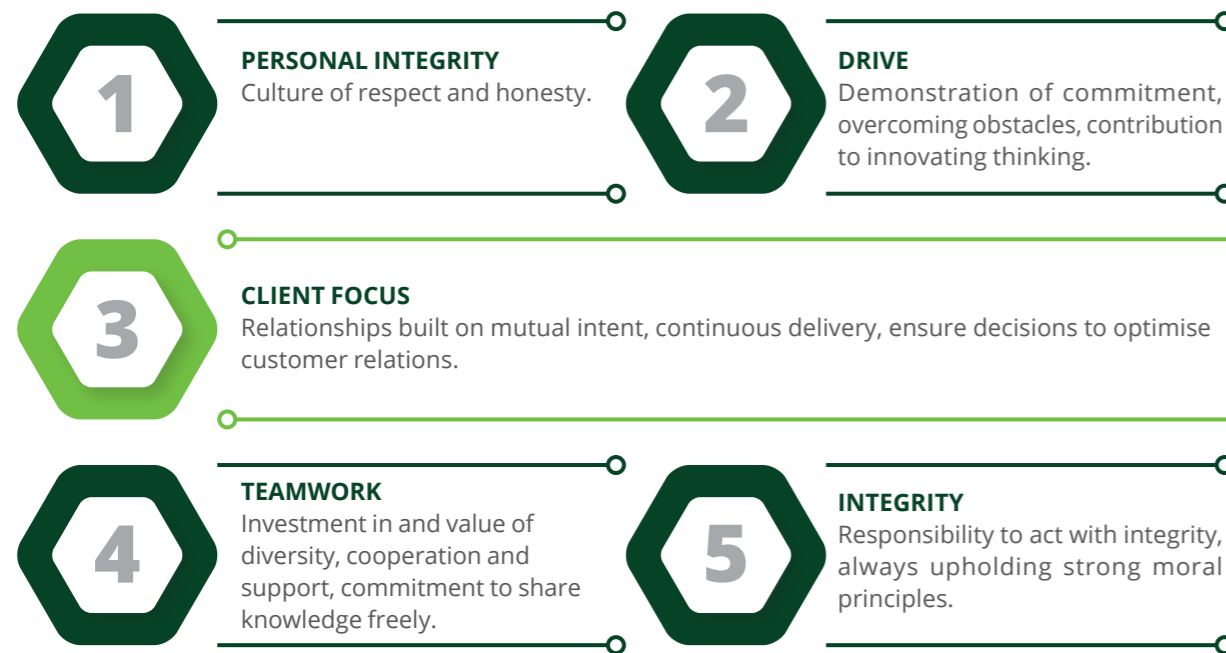 1
PERSONAL INTEGRITY
Culture of respect and honesty.
2
DRIVE
Demonstration of commitment,
overcoming obstacles, contribution
to innovating thinking.
3
CLIENT FOCUS
Relationships built on mutual intent, continuous delivery, ensure decisions to optimise
customer relations.
4
TEAMWORK
Investment in and value of
diversity, cooperation and
support, commitment to share
knowledge freely.
5
INTEGRITY
Responsibility to act with integrity,
always upholding strong moral
principles.